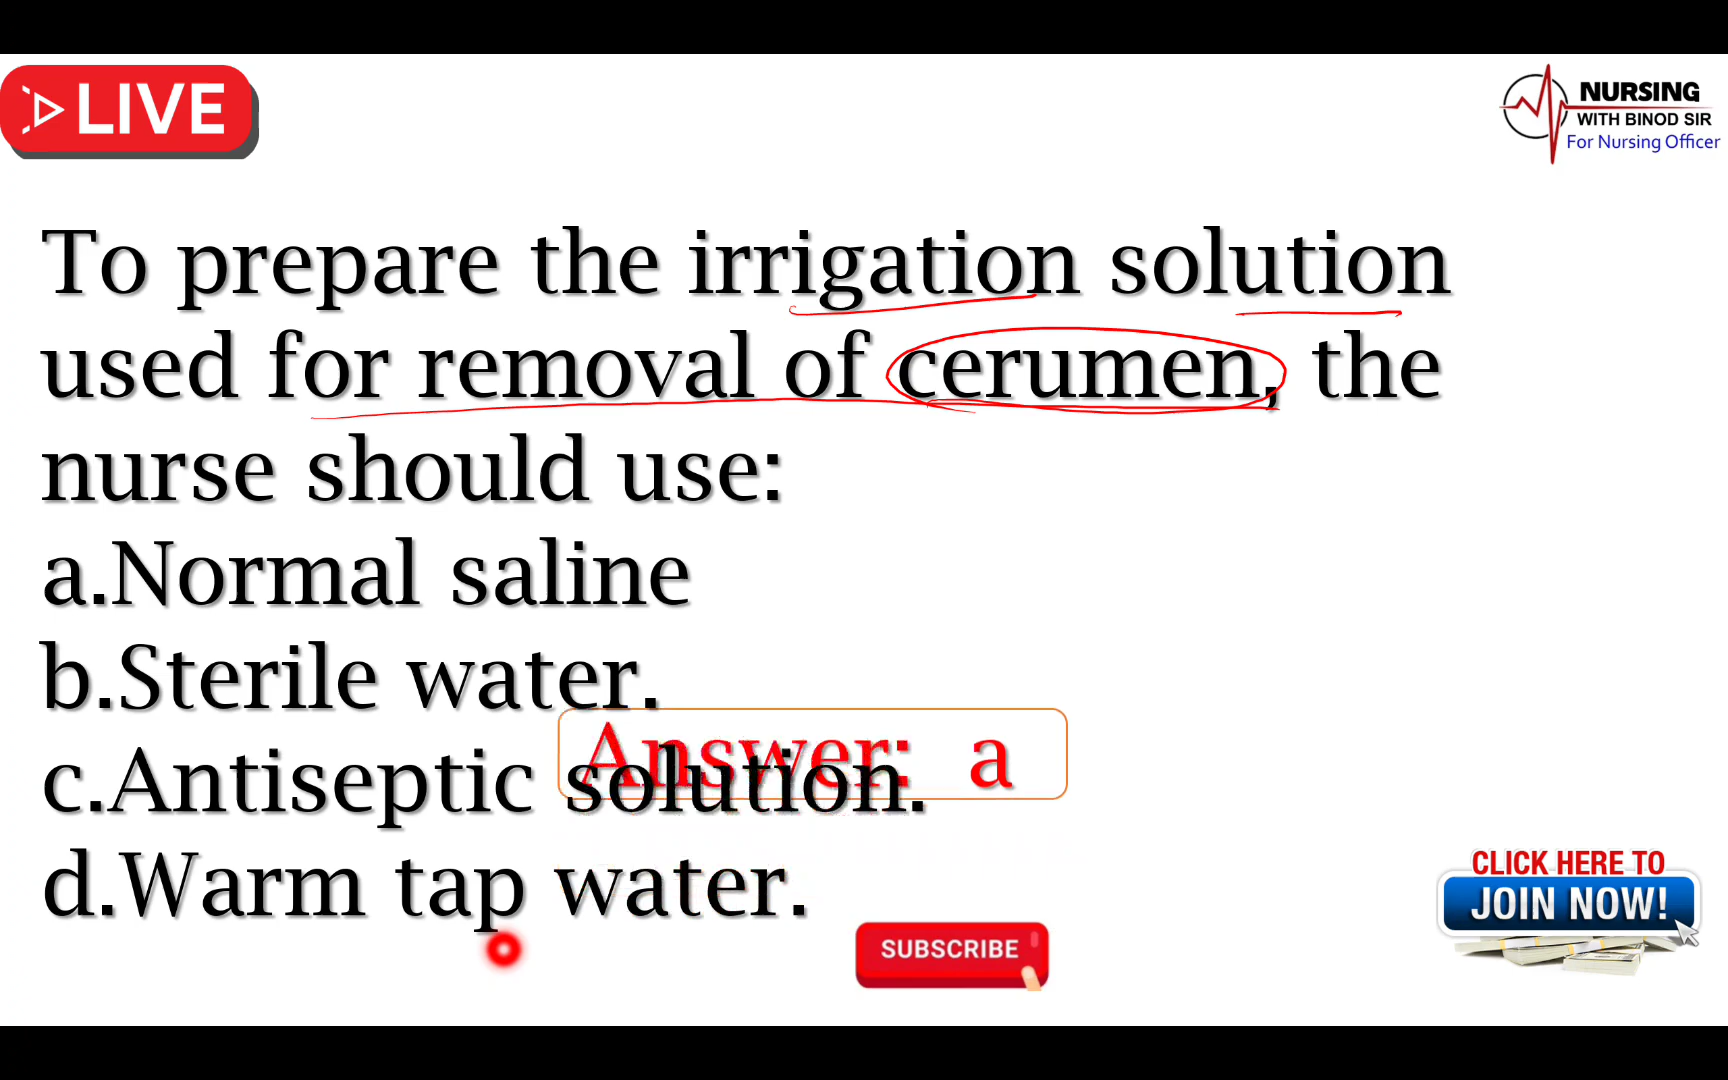 LIVE
NURSING
WITH BINOD SIR
For Nursing Officer
To prepare the irrigation solution
used for removal of cerumen, the
nurse should use:
a.Normal saline
b.Sterile water.
Answer: a
c.Antiseptic solution.
d.Warm tap water.
CLICK HERE TO
JOIN NOW!
SUBSCRIBE